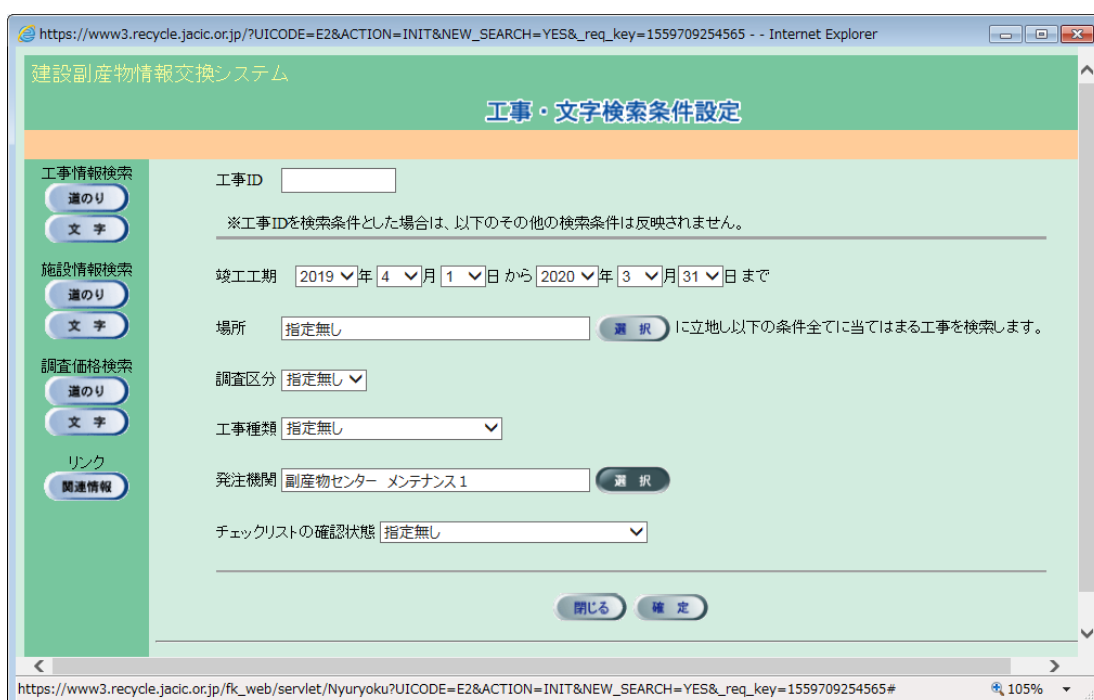 https://www3.recycle.jacic.or.jp/?UICODE=E2&ACTION=INIT&NEW_SEARCH=YES&_req_key=1559709254565 - - Internet Explorer
建設副産物情報交換システム
工事・文字検索条件設定
工事情報検索
道のり
文 字
施設情報検索
道のり
文 字
調査価格検索
道のり
文 字
リンク
関連情報
工事ID
※工事IDを検索条件とした場合は、以下のその他の検索条件は反映されません。
竣工工期 2019 年 4 月 1 日 から 2020 年 3 月 31 日 まで
場所 指定無し 選 択 に立地し以下の条件全てに当てはまる工事を検索します。
調査区分 指定無し
工事種類 指定無し
発注機関 副産物センター メンテナンス1 選 択
チェックリストの確認状態 指定無し
閉じる 確 定
https://www3.recycle.jacic.or.jp/fk_web/servlet/Nyuryoku?UICODE=E2&ACTION=INIT&NEW_SEARCH=YES&_req_key=1559709254565# 105%